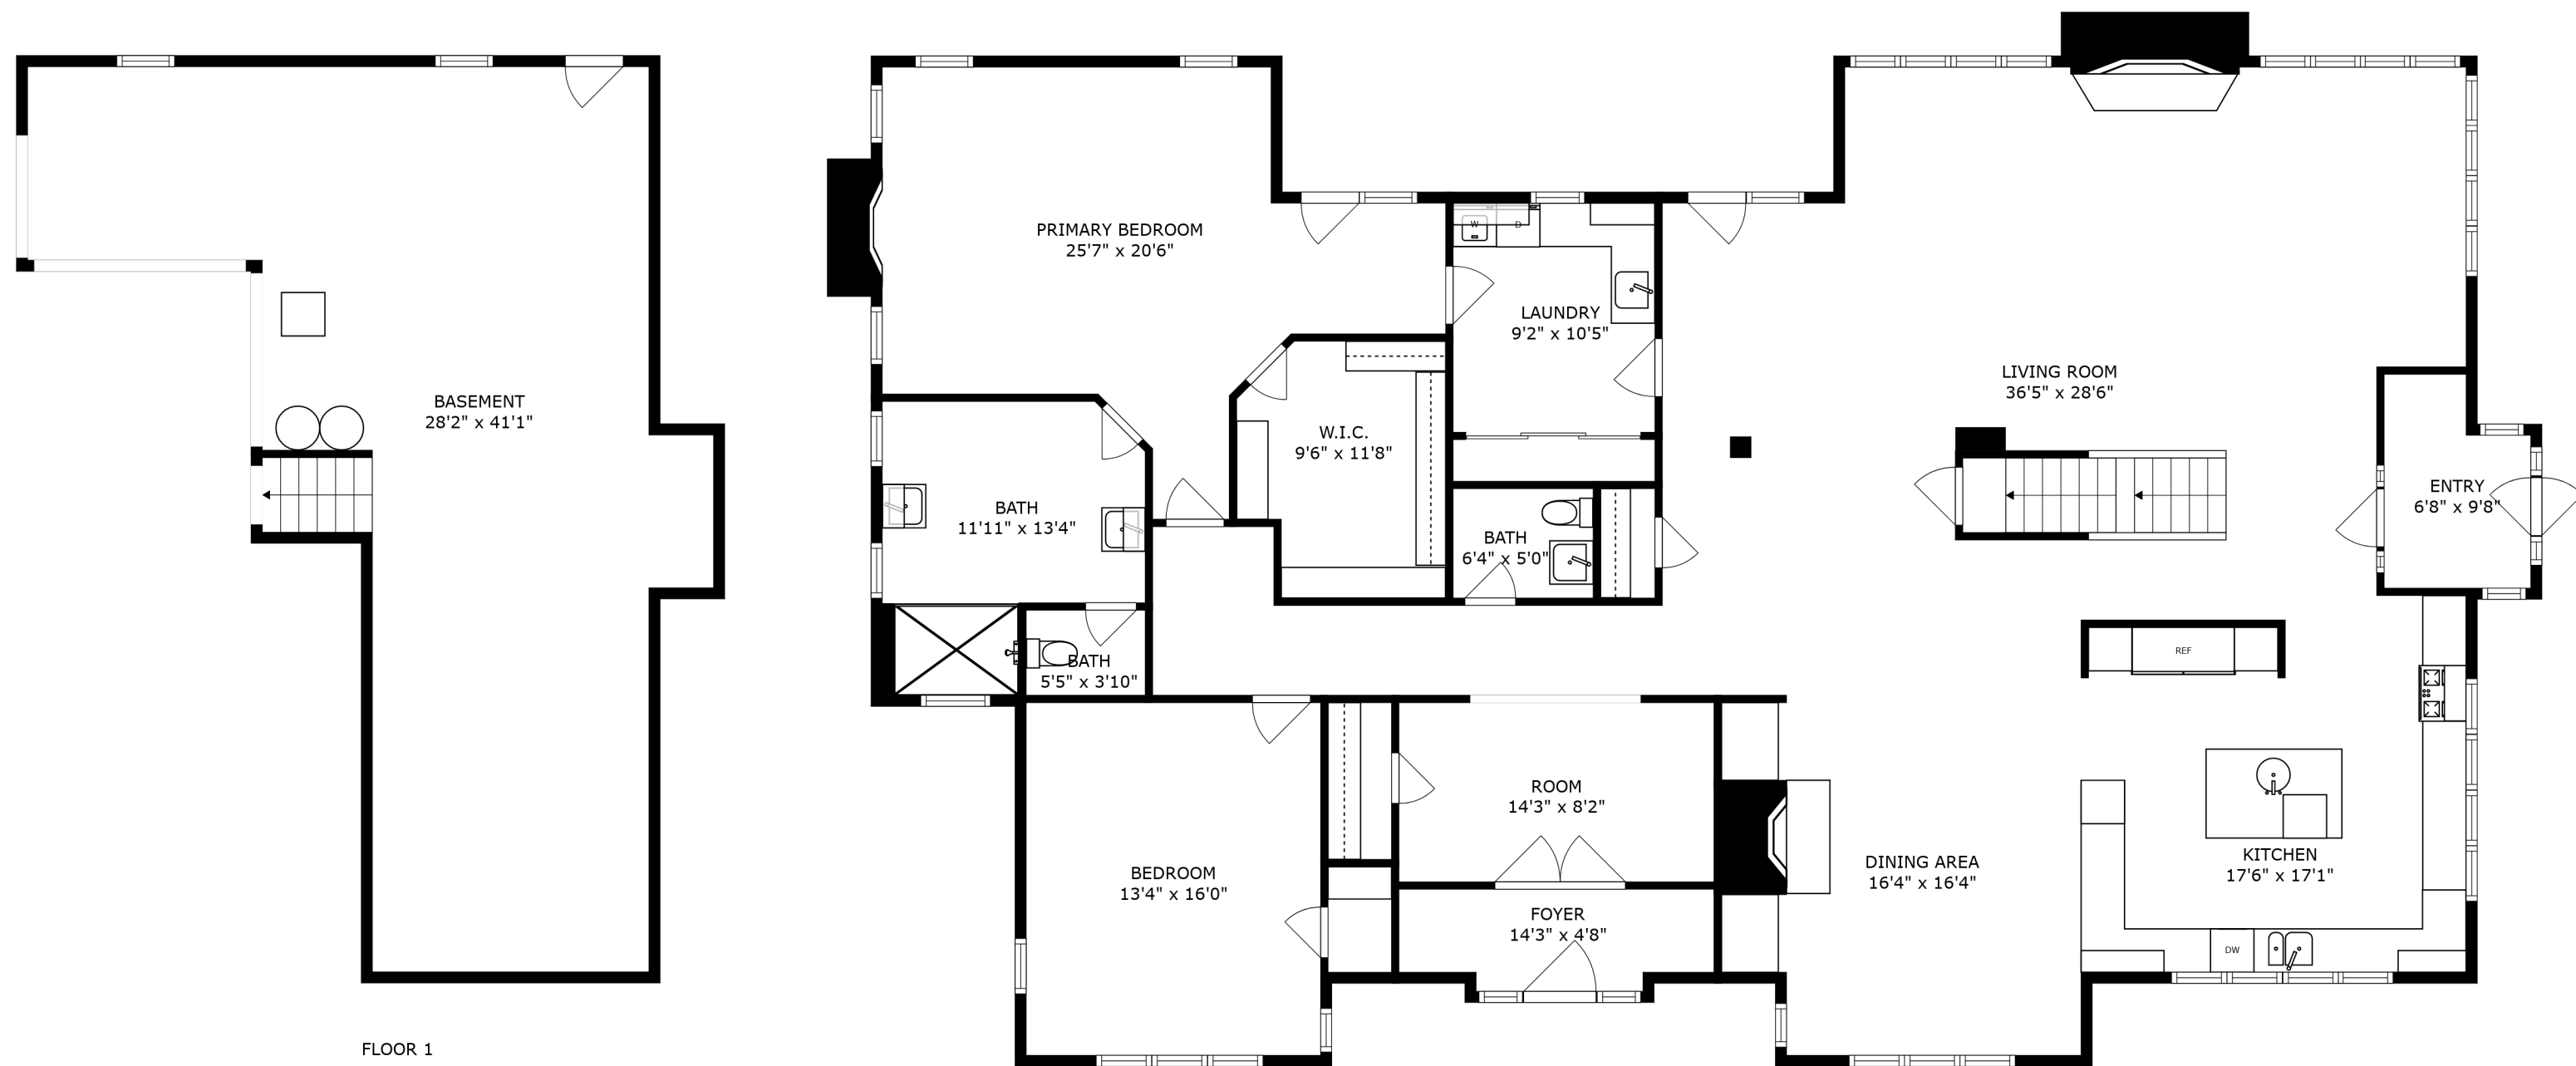 PRIMARY BEDROOM
25'7" x 20'6"
W
D
LAUNDRY
9'2" x 10'5"
LIVING ROOM
36'5" x 28'6"
BASEMENT
28'2" x 41'1"
W.I.C.
9'6" x 11'8"
ENTRY
6'8" x 9'8"
BATH
11'11" x 13'4"
BATH
6'4" x 5'0"
REF
BATH
5'5" x 3'10"
ROOM
14'3" x 8'2"
KITCHEN
17'6" x 17'1"
DINING AREA
16'4" x 16'4"
BEDROOM
13'4" x 16'0"
FOYER
14'3" x 4'8"
DW
FLOOR 1